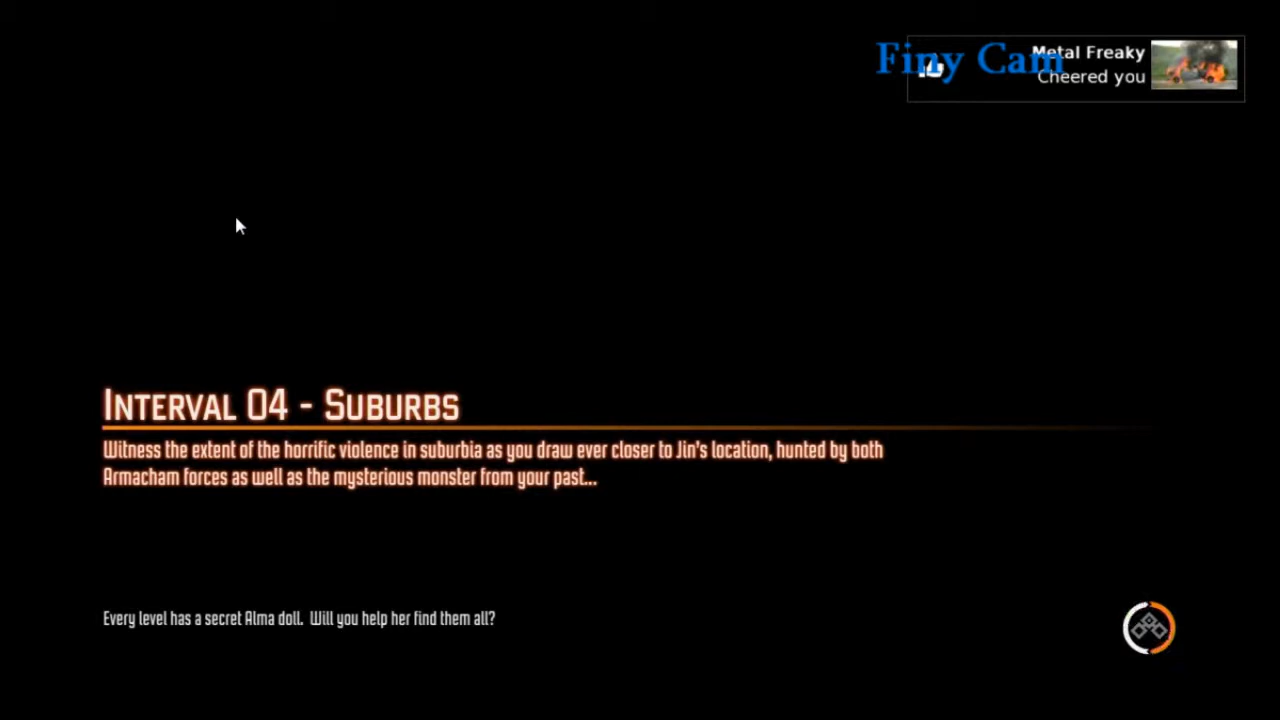 Finy Cam
Metal Freaky
Cheered you
INTERVAL 04 - SUBURBS
Witness the extent of the horrific violence in suburbia as you draw ever closer to Jin's location, hunted by both
Armacham forces as well as the mysterious monster from your past...
Every level has a secret Alma doll. Will you help her find them all?